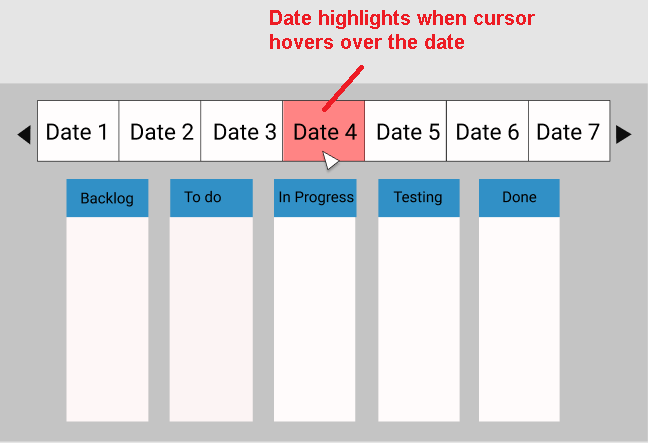 Date highlights when cursor
hovers over the date
Date 1 Date 2 Date 3 Date 4 Date 5 Date 6 Date 7
Backlog To do In Progress Testing Done